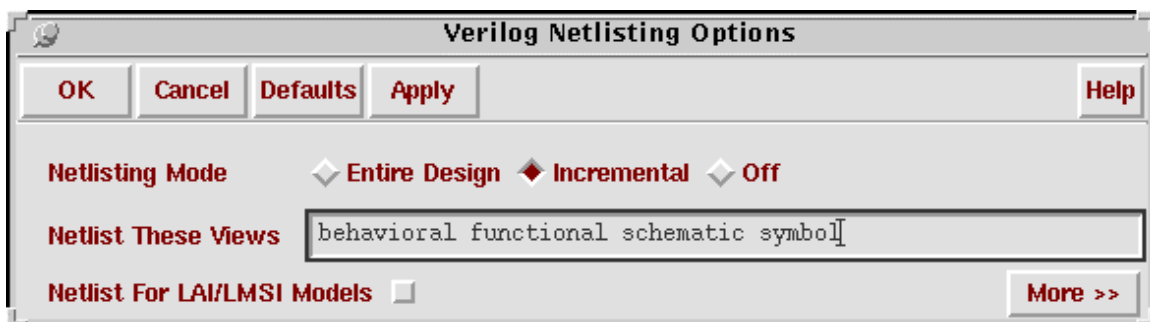 Verilog Netlisting Options
OK Cancel Defaults Apply Help
Netlisting Mode Entire Design Incremental Off
Netlist These Views behavioral functional schematic symbol
Netlist For LAI/LMSI Models More >>